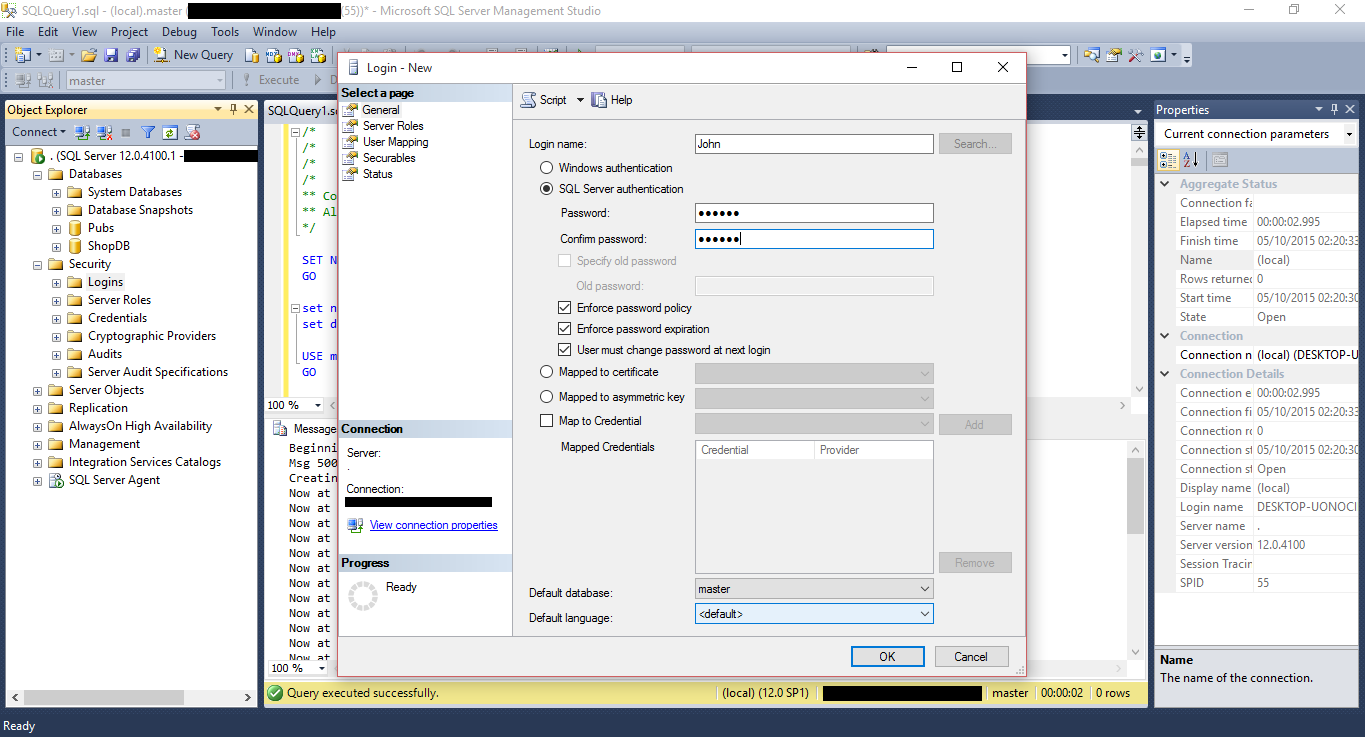 SQLQuery1.sql - (local).master (
(55))* - Microsoft SQL Server Management Studio
File Edit View Project Debug Tools Window Help
New Query
master
Execute
Object Explorer
Connect
. (SQL Server 12.0.4100.1 -
Databases
System Databases
Database Snapshots
Pubs
ShopDB
Security
Logins
Server Roles
Credentials
Cryptographic Providers
Audits
Server Audit Specifications
Server Objects
Replication
AlwaysOn High Availability
Management
Integration Services Catalogs
SQL Server Agent
SQLQuery1.s
/*
/*
/*
/*
** Co
** Al
*/
SET N
GO
set n
set d
USE m
GO
100 %
Message
Beginni
Msg 500
Creatin
Now at
Now at
Now at
Now at
Now at
Now at
Now at
Now at
Now at
Now at
Now at
Now at
100 %
Login - New
Select a page
General
Server Roles
User Mapping
Securables
Status
Connection
Server:
.
Connection:
View connection properties
Progress
Ready
Script Help
Login name: John Search...
Windows authentication
SQL Server authentication
Password: ●●●●●●
Confirm password: ●●●●●●
Specify old password
Old password:
Enforce password policy
Enforce password expiration
User must change password at next login
Mapped to certificate
Mapped to asymmetric key
Map to Credential Add
Mapped Credentials Credential Provider
Remove
Default database: master
Default language: <default>
OK Cancel
Properties
Current connection parameters
Aggregate Status
Connection fa
Elapsed time 00:00:02.995
Finish time 05/10/2015 02:20:33
Name (local)
Rows returned 0
Start time 05/10/2015 02:20:30
State Open
Connection
Connection n (local) (DESKTOP-U
Connection Details
Connection e 00:00:02.995
Connection fi 05/10/2015 02:20:33
Connection ro 0
Connection st 05/10/2015 02:20:30
Connection st Open
Display name (local)
Login name DESKTOP-UONOCI
Server name .
Server version 12.0.4100
Session Tracin
SPID 55
Name
The name of the connection.
Query executed successfully. (local) (12.0 SP1) master 00:00:02 0 rows
Ready